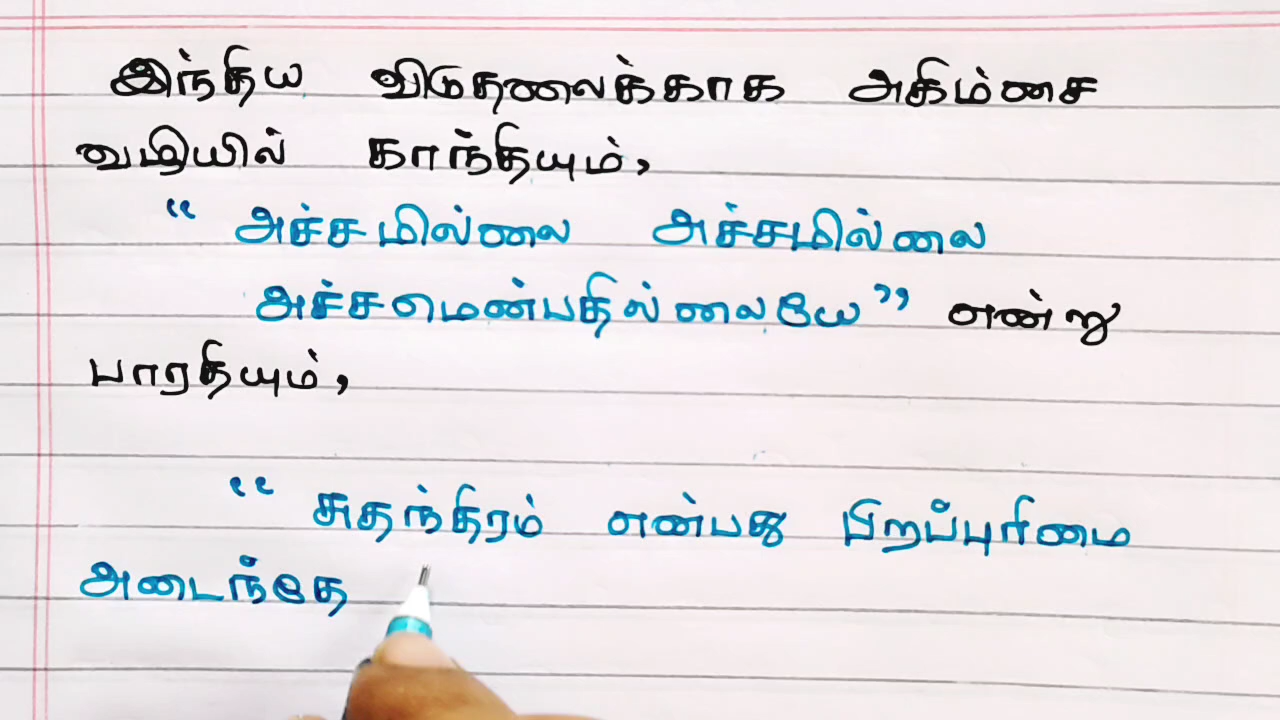 இந்திய விடுதலைக்காக அகிம்சை
வழியில் காந்தியும்,
“ அச்சமில்லை அச்சமில்லை
அச்சமென்பதில்லையே” என்று
பாரதியும்,
“ சுதந்திரம் என்பது பிறப்புரிமை
அடைந்தே